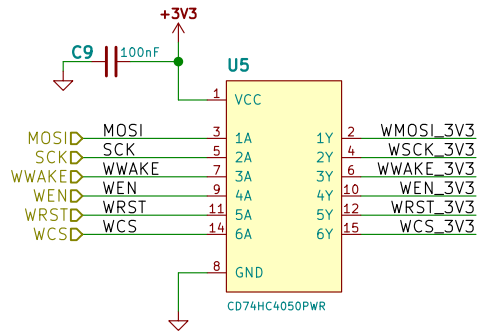 +3V3
C9 100nF
U5
1 VCC
MOSI MOSI 3 1A 1Y 2 WMOSI_3V3
SCK SCK 5 2A 2Y 4 WSCK_3V3
WWAKE WWAKE 7 3A 3Y 6 WWAKE_3V3
WEN WEN 9 4A 4Y 10 WEN_3V3
WRST WRST 11 5A 5Y 12 WRST_3V3
WCS WCS 14 6A 6Y 15 WCS_3V3
8 GND
CD74HC4050PWR